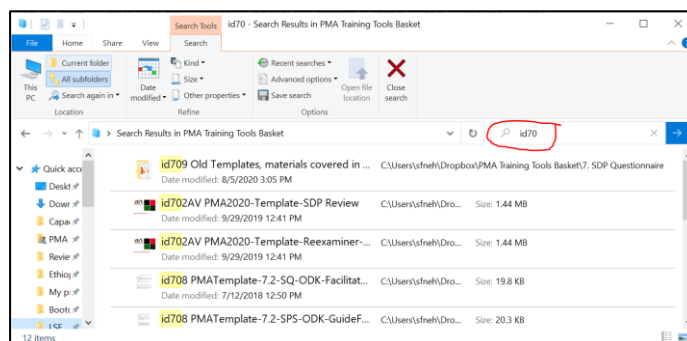 Search Tools
id70 - Search Results in PMA Training Tools Basket
File
Home
Share
View
Search
This PC
Current folder
All subfolders
Search again in
Location
Date modified
Kind
Size
Other properties
Refine
Recent searches
Advanced options
Save search
Open file location
Options
Close search
Search Results in PMA Training Tools Basket
id70
Quick acce
Deskt
Down
Capac
PMA
Review
Ethiop
My p
Bootc
LSE
id709 Old Templates, materials covered in ...
C:\Users\sfneh\Dropbox\PMA Training Tools Basket\7. SDP Questionnaire
Date modified: 8/5/2020 3:05 PM
id702AV PMA2020-Template-SDP Review
C:\Users\sfneh\Dro...
Size: 1.44 MB
Date modified: 9/29/2019 12:41 PM
id702AV PMA2020-Template-Reexaminer-...
C:\Users\sfneh\Dro...
Size: 1.44 MB
Date modified: 9/29/2019 12:41 PM
id708 PMATemplate-7.2-SQ-ODK-Facilitat...
C:\Users\sfneh\Dro...
Size: 19.8 KB
Date modified: 7/12/2018 12:50 PM
id708 PMATemplate-7.2-SPS-ODK-GuideF...
C:\Users\sfneh\Dro...
Size: 20.3 KB
12 items